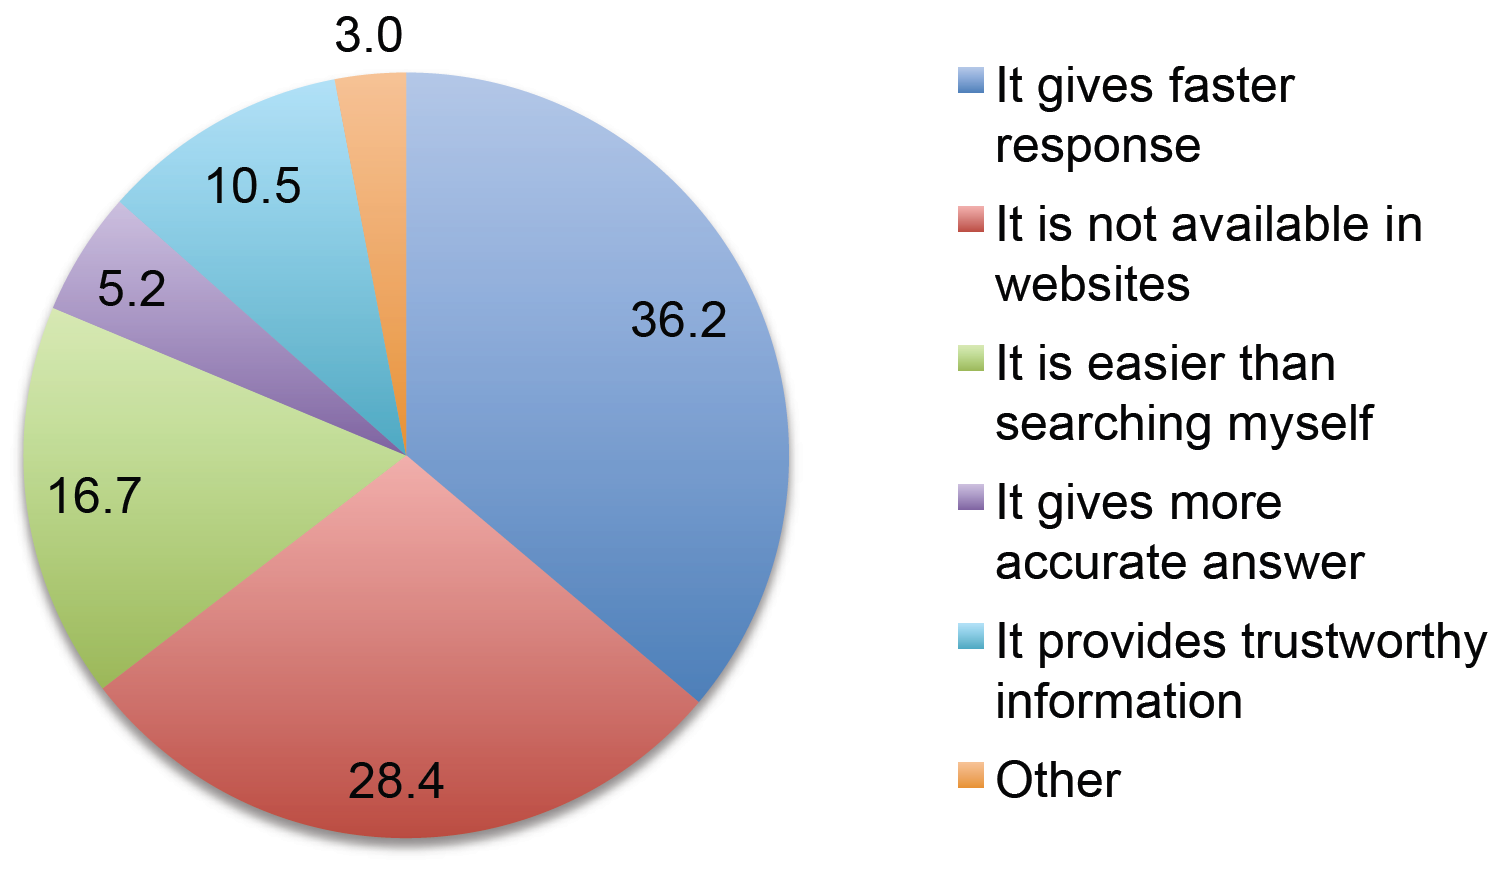 3.0
10.5
5.2
36.2
16.7
28.4
It gives faster
response
It is not available in
websites
It is easier than
searching myself
It gives more
accurate answer
It provides trustworthy
information
Other